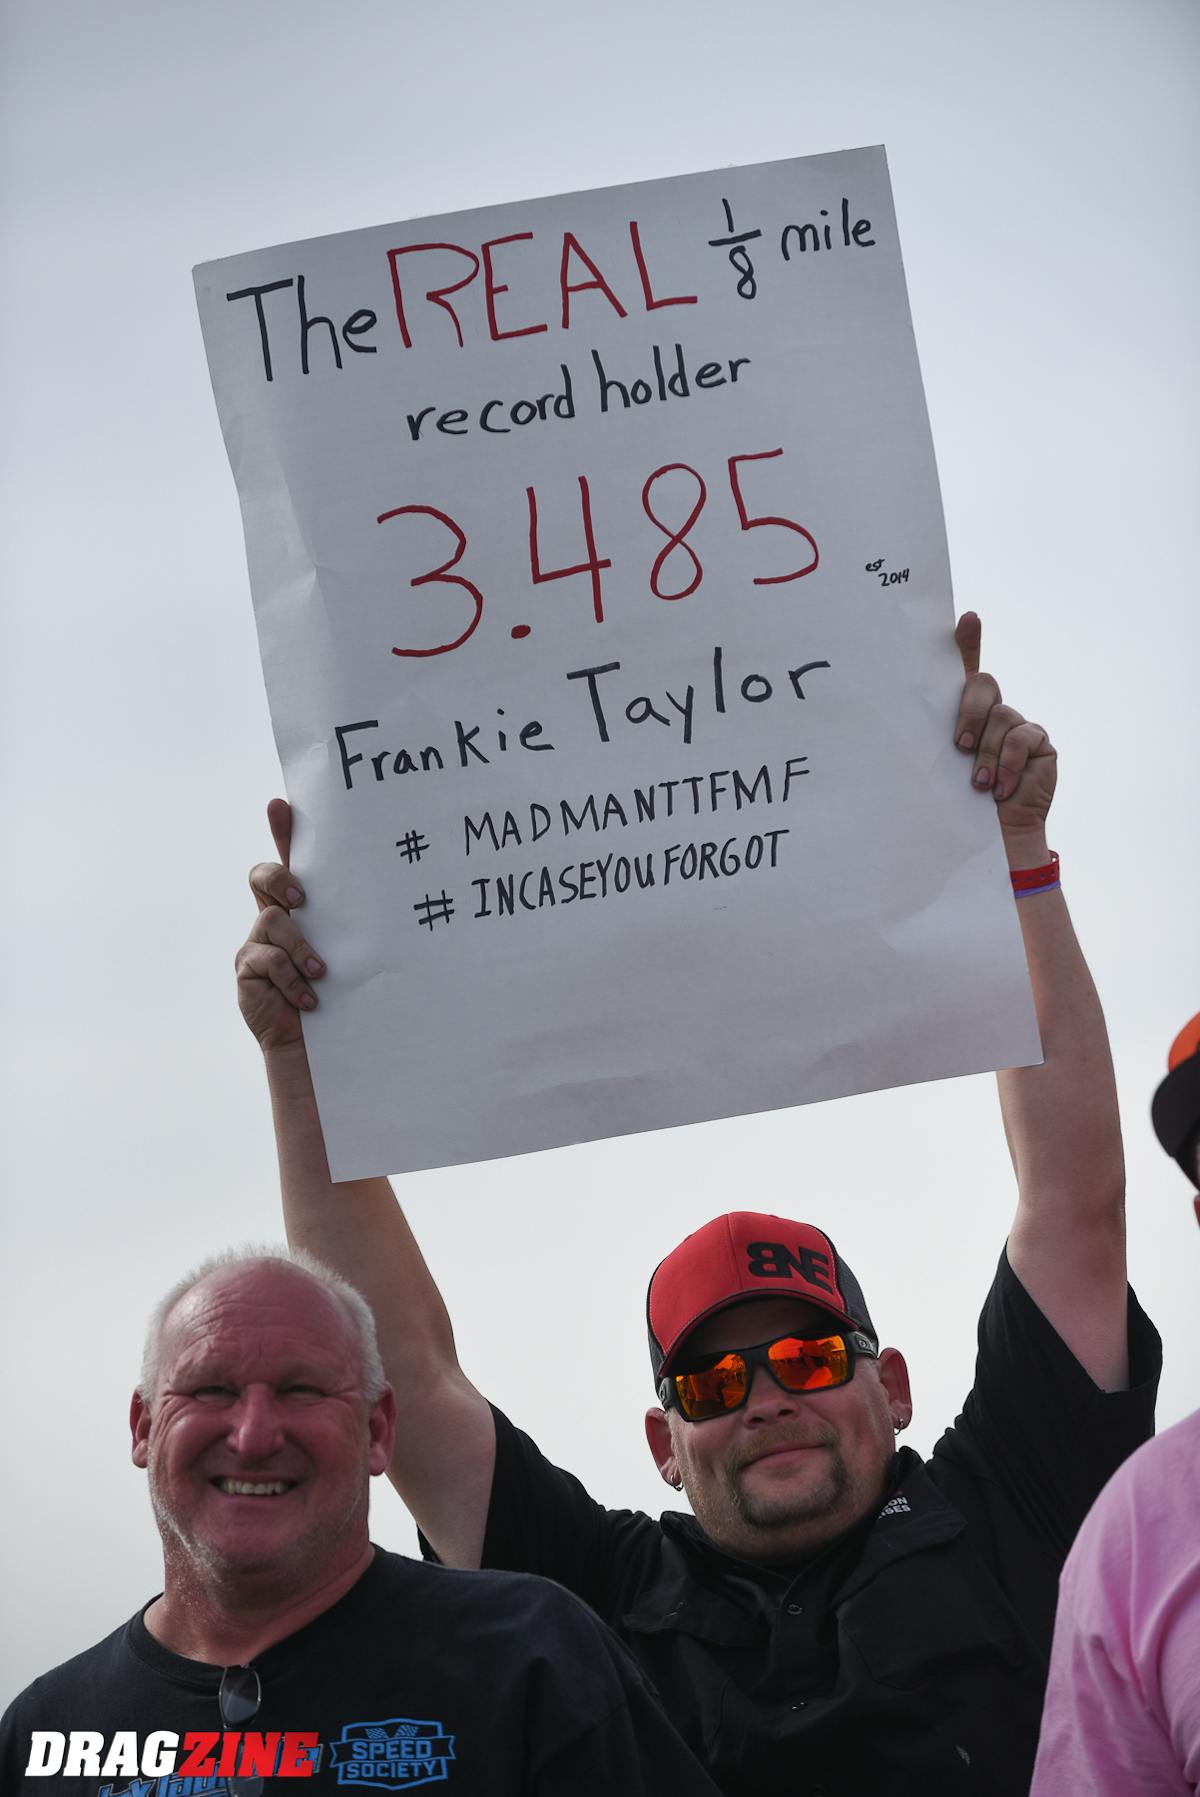 The REAL 1/8 mile
record holder
3.485
est 2014
Frankie Taylor
# MADMANTTFMF
# INCASEYOUFORGOT
BNE
DRAGZINE
SPEED
SOCIETY